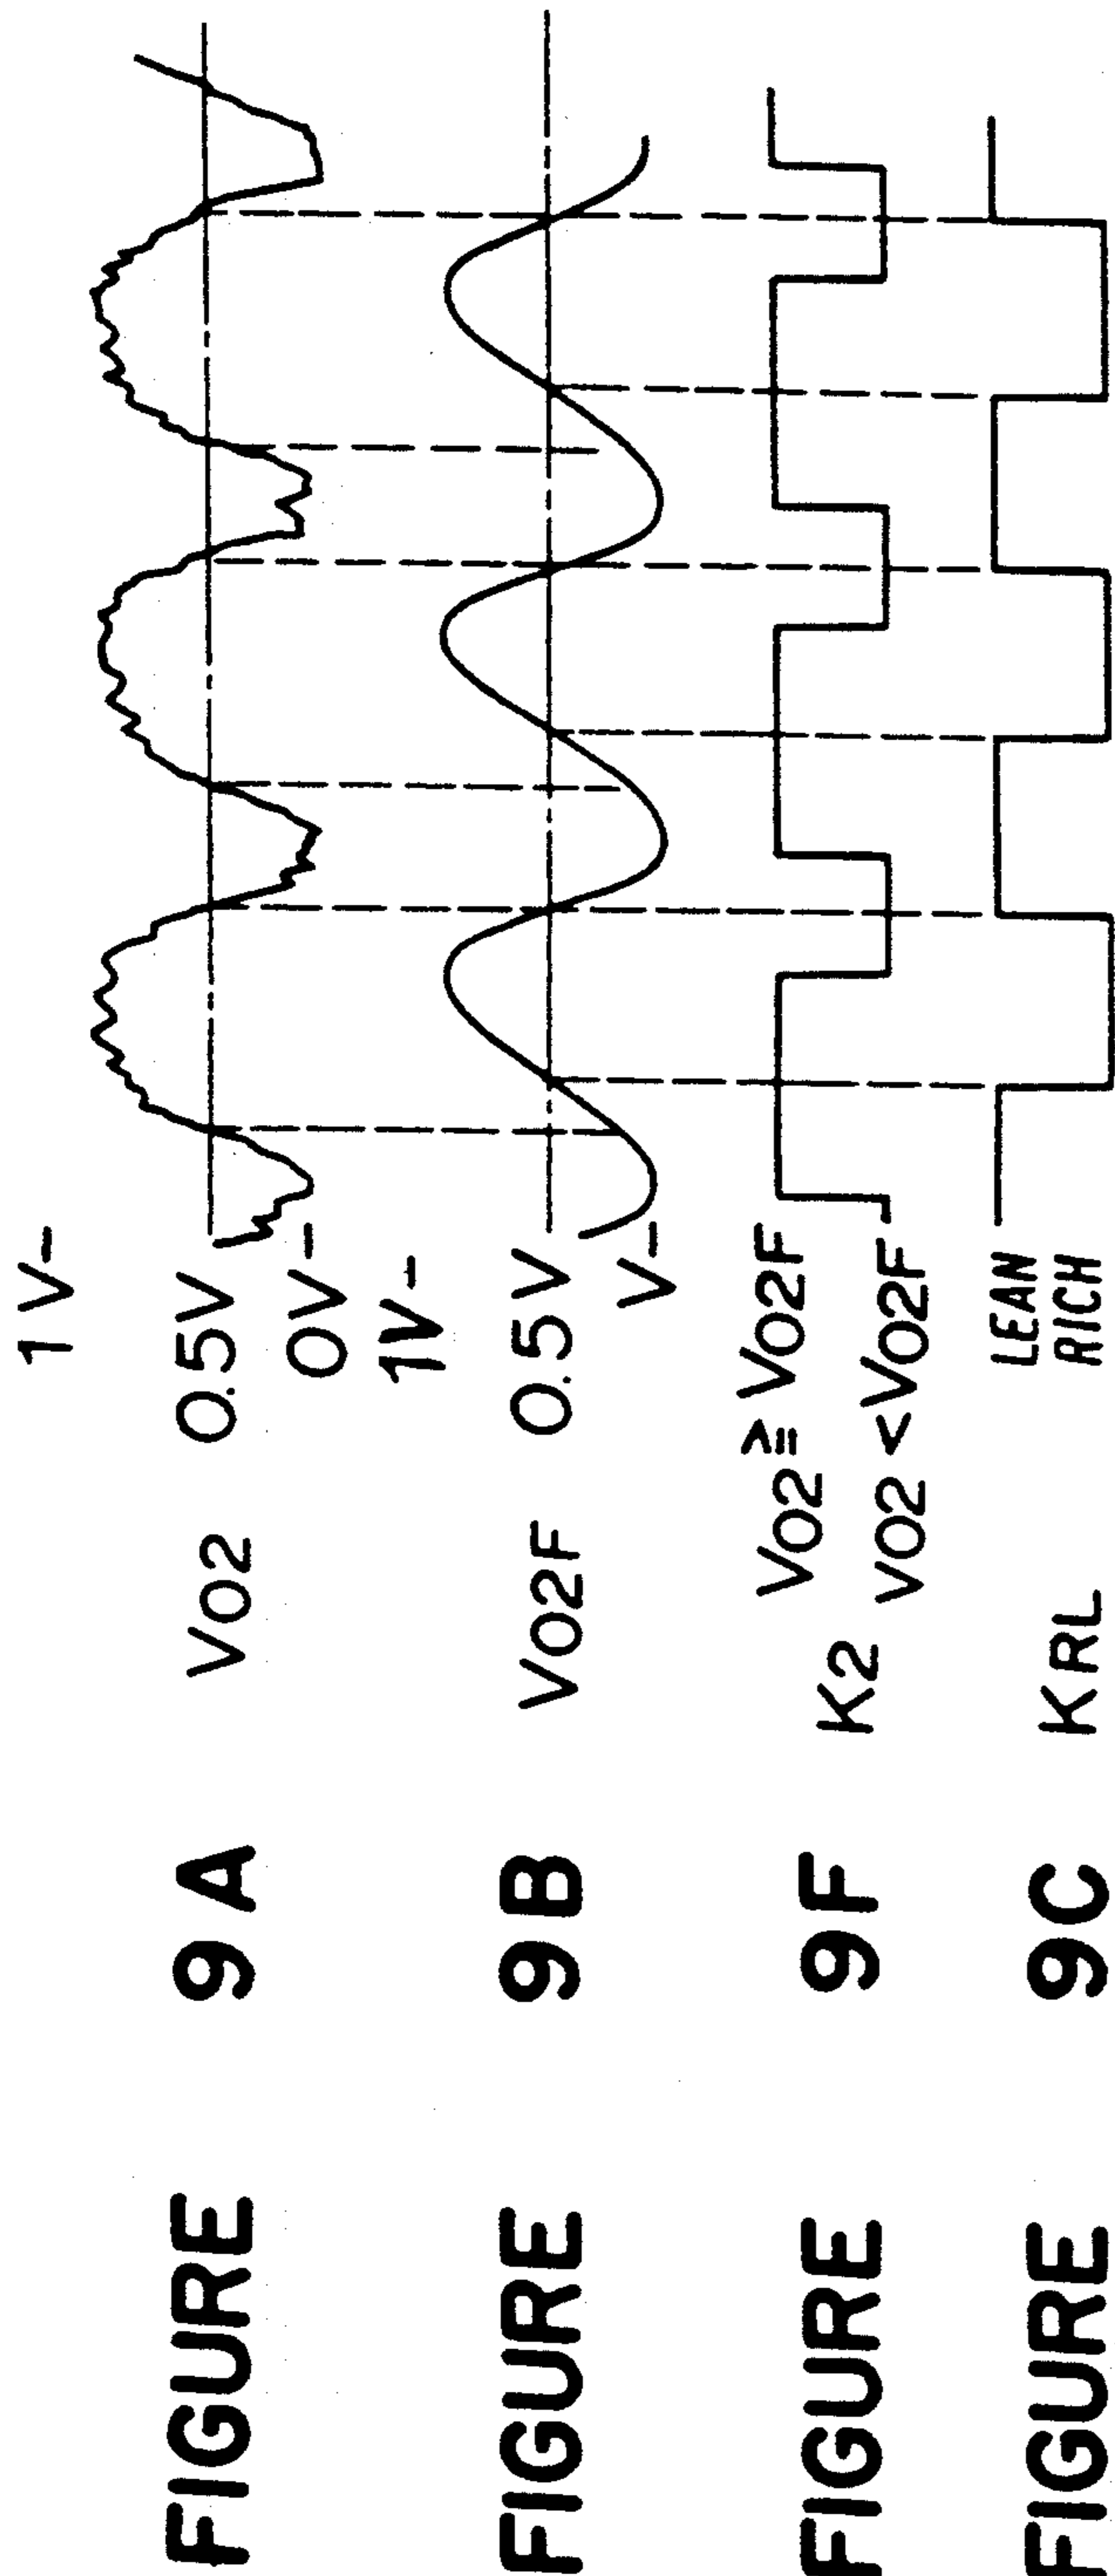 1V-
FIGURE 9A VO2 0.5V
0V-
1V-
FIGURE 9B VO2F 0.5V
V-
VO2 ≧ VO2F
FIGURE 9F K2
VO2 < VO2F
LEAN
FIGURE 9C KRL
RICH